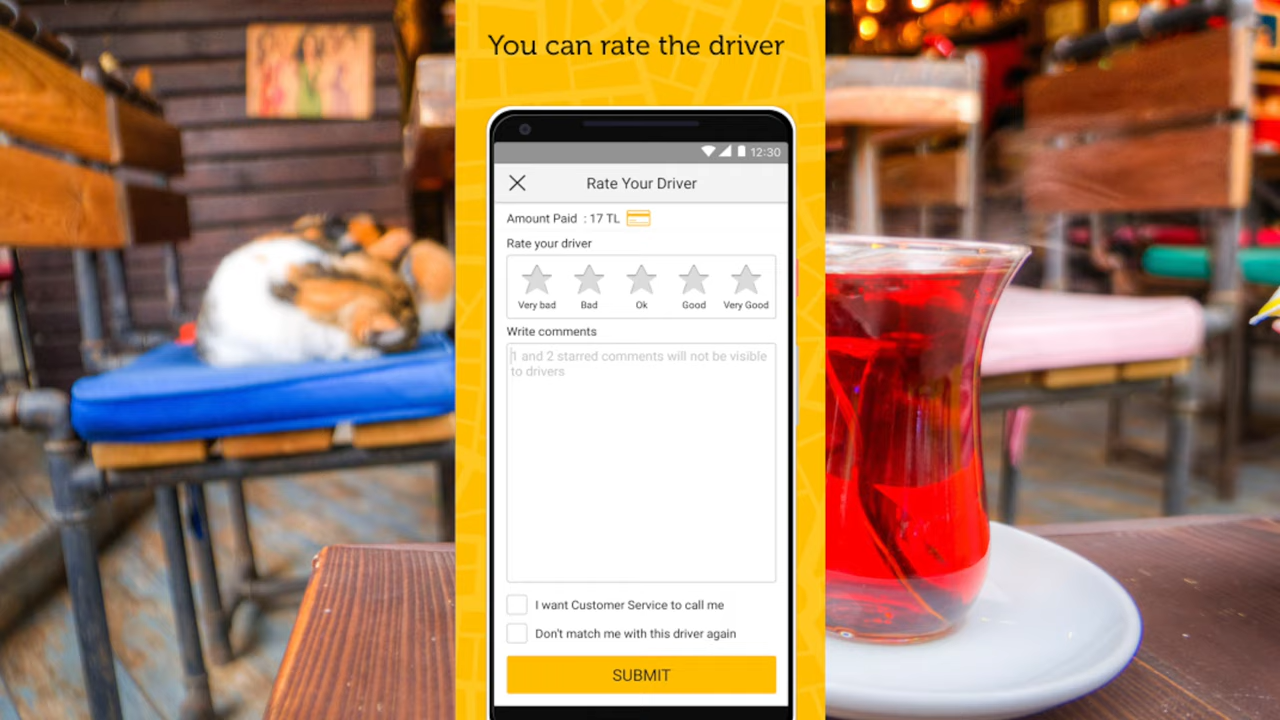 You can rate the driver
12:30
Rate Your Driver
Amount Paid : 17 TL
Rate your driver
Very bad Bad Ok Good Very Good
Write comments
1 and 2 starred comments will not be visible
to drivers
I want Customer Service to call me
Don't match me with this driver again
SUBMIT